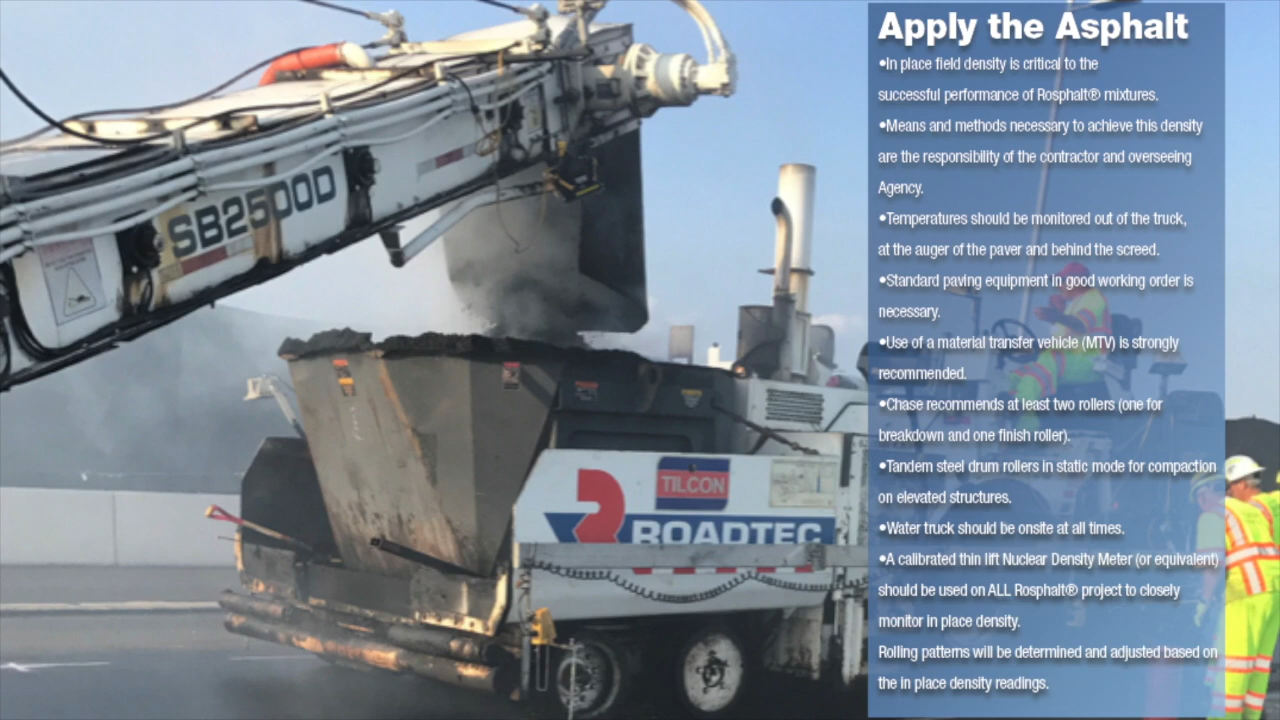 Apply the Asphalt
•In place field density is critical to the
successful performance of Rosphalt® mixtures.
•Means and methods necessary to achieve this density
are the responsibility of the contractor and overseeing
Agency.
•Temperatures should be monitored out of the truck,
at the auger of the paver and behind the screed.
•Standard paving equipment in good working order is
necessary.
•Use of a material transfer vehicle (MTV) is strongly
recommended.
•Chase recommends at least two rollers (one for
breakdown and one finish roller).
•Tandem steel drum rollers in static mode for compaction
on elevated structures.
•Water truck should be onsite at all times.
•A calibrated thin lift Nuclear Density Meter (or equivalent)
should be used on ALL Rosphalt® project to closely
monitor in place density.
Rolling patterns will be determined and adjusted based on
the in place density readings.
SB2500D
TILCON
ROADTEC